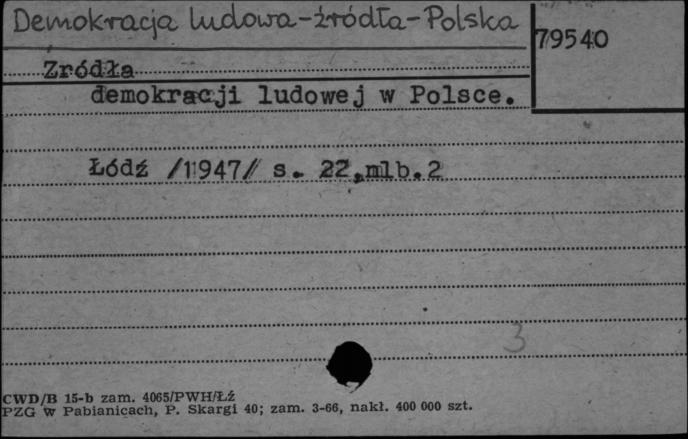 Demokracja ludowa-źródła-Polska
79540
Zródła
demokracji ludowej w Polsce.
Łódź /1947/ s. 22,mlb.2
3
CWD/B 15-b zam. 4065/PWH/ŁŹ
PZG w Pabianicach, P. Skargi 40; zam. 3-66, nakł. 400 000 szt.